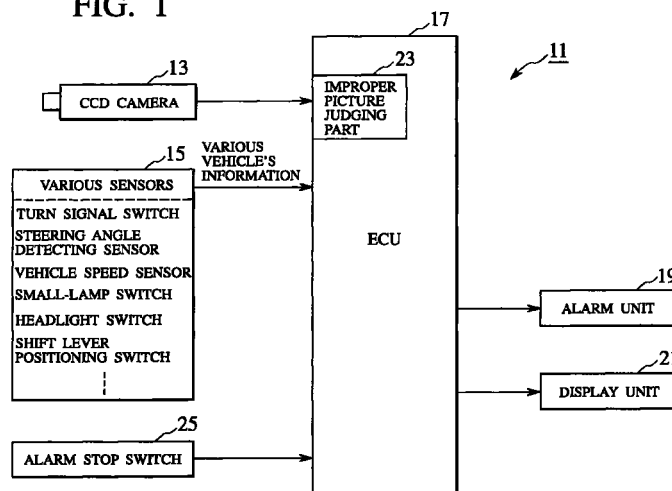 FIG. 1
17
11
13
23
CCD CAMERA
IMPROPER
PICTURE
JUDGING
PART
15
VARIOUS
VEHICLE'S
INFORMATION
VARIOUS SENSORS
TURN SIGNAL SWITCH
STEERING ANGLE
DETECTING SENSOR
VEHICLE SPEED SENSOR
SMALL-LAMP SWITCH
HEADLIGHT SWITCH
SHIFT LEVER
POSITIONING SWITCH
ECU
19
ALARM UNIT
21
DISPLAY UNIT
25
ALARM STOP SWITCH